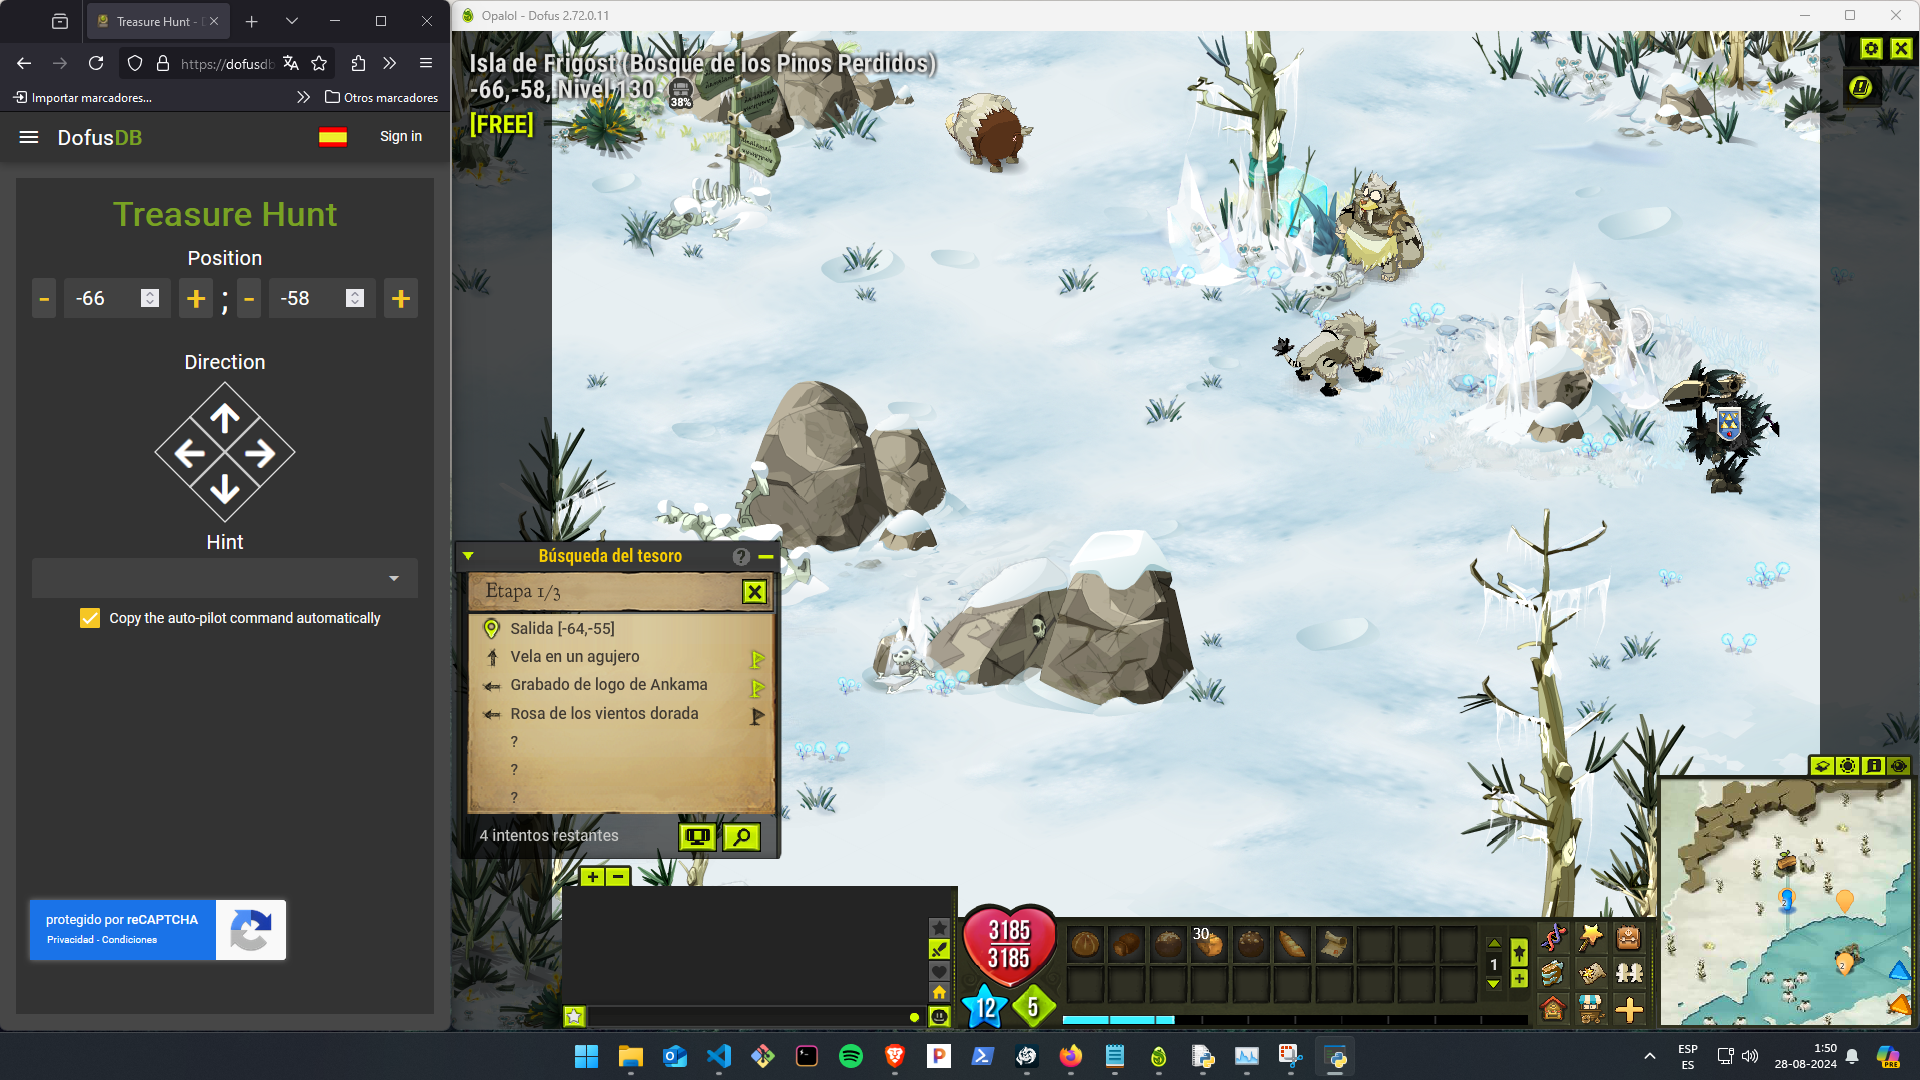 Treasure Hunt - D
https://dofusdb
Importar marcadores...
Otros marcadores
DofusDB
Sign in
Treasure Hunt
Position
- -66 + ; - -58 +
Direction
Hint
Copy the auto-pilot command automatically
protegido por reCAPTCHA
Privacidad - Condiciones
Opalol - Dofus 2.72.0.11
Isla de Frigost (Bosque de los Pinos Perdidos)
-66,-58, Nivel 130
38%
[FREE]
Búsqueda del tesoro
?
Etapa 1/3
Salida [-64,-55]
Vela en un agujero
Grabado de logo de Ankama
Rosa de los vientos dorada
?
?
?
4 intentos restantes
3185
3185
12
5
30
1
2
2
SHOP
ESP
ES
1:50
28-08-2024
PRE